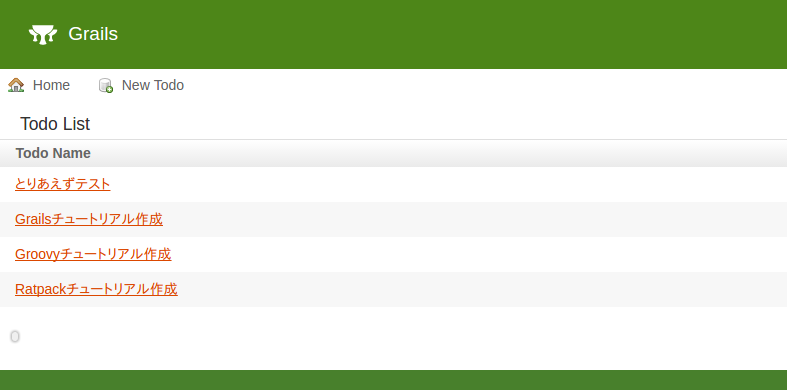 Grails
Home New Todo
Todo List
Todo Name
とりあえずテスト
Grailsチュートリアル作成
Groovyチュートリアル作成
Ratpackチュートリアル作成